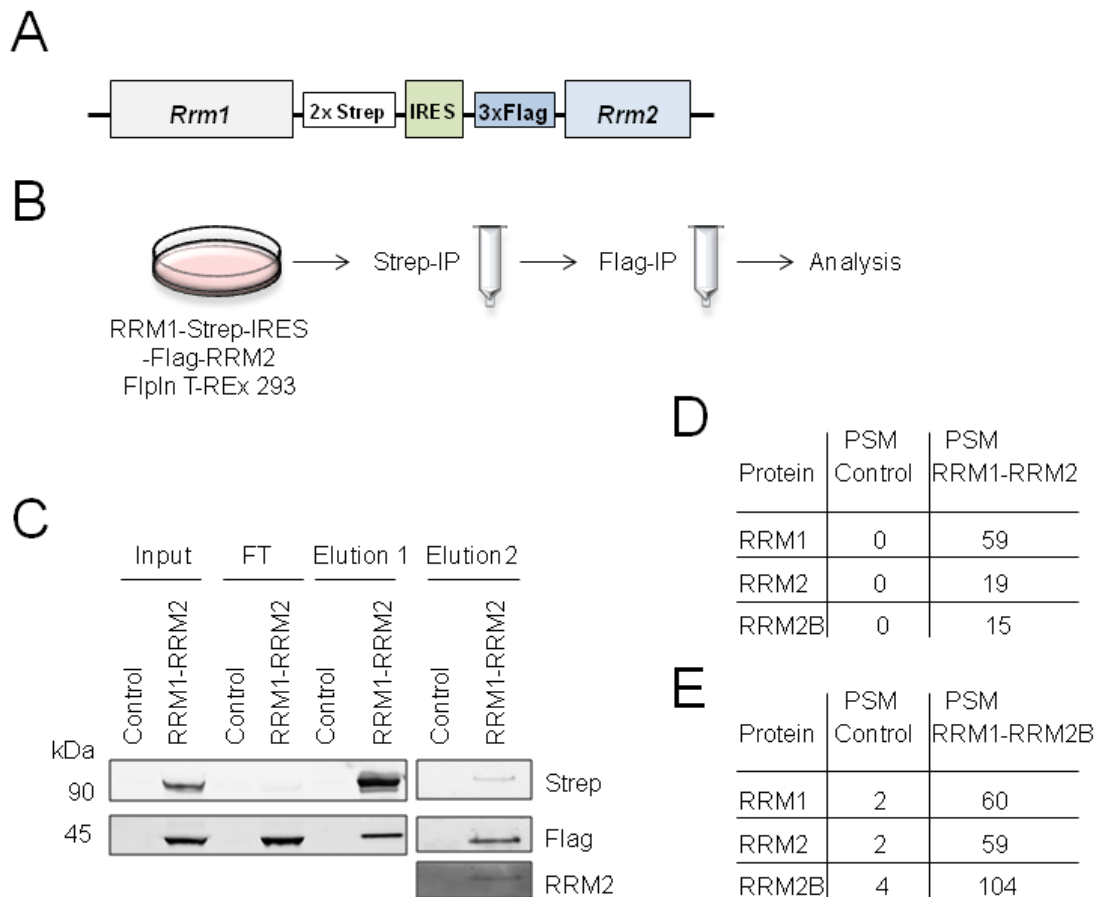 A
Rrm1 2x Strep IRES 3xFlag Rrm2
B
Strep-IP Flag-IP Analysis
RRM1-Strep-IRES
-Flag-RRM2
FlpIn T-REx 293
C
Input FT Elution 1 Elution 2
Control RRM1-RRM2 Control RRM1-RRM2 Control RRM1-RRM2 Control RRM1-RRM2
kDa
90 Strep
45 Flag
RRM2
D
PSM PSM
Protein Control RRM1-RRM2
RRM1 0 59
RRM2 0 19
RRM2B 0 15
E
PSM PSM
Protein Control RRM1-RRM2B
RRM1 2 60
RRM2 2 59
RRM2B 4 104